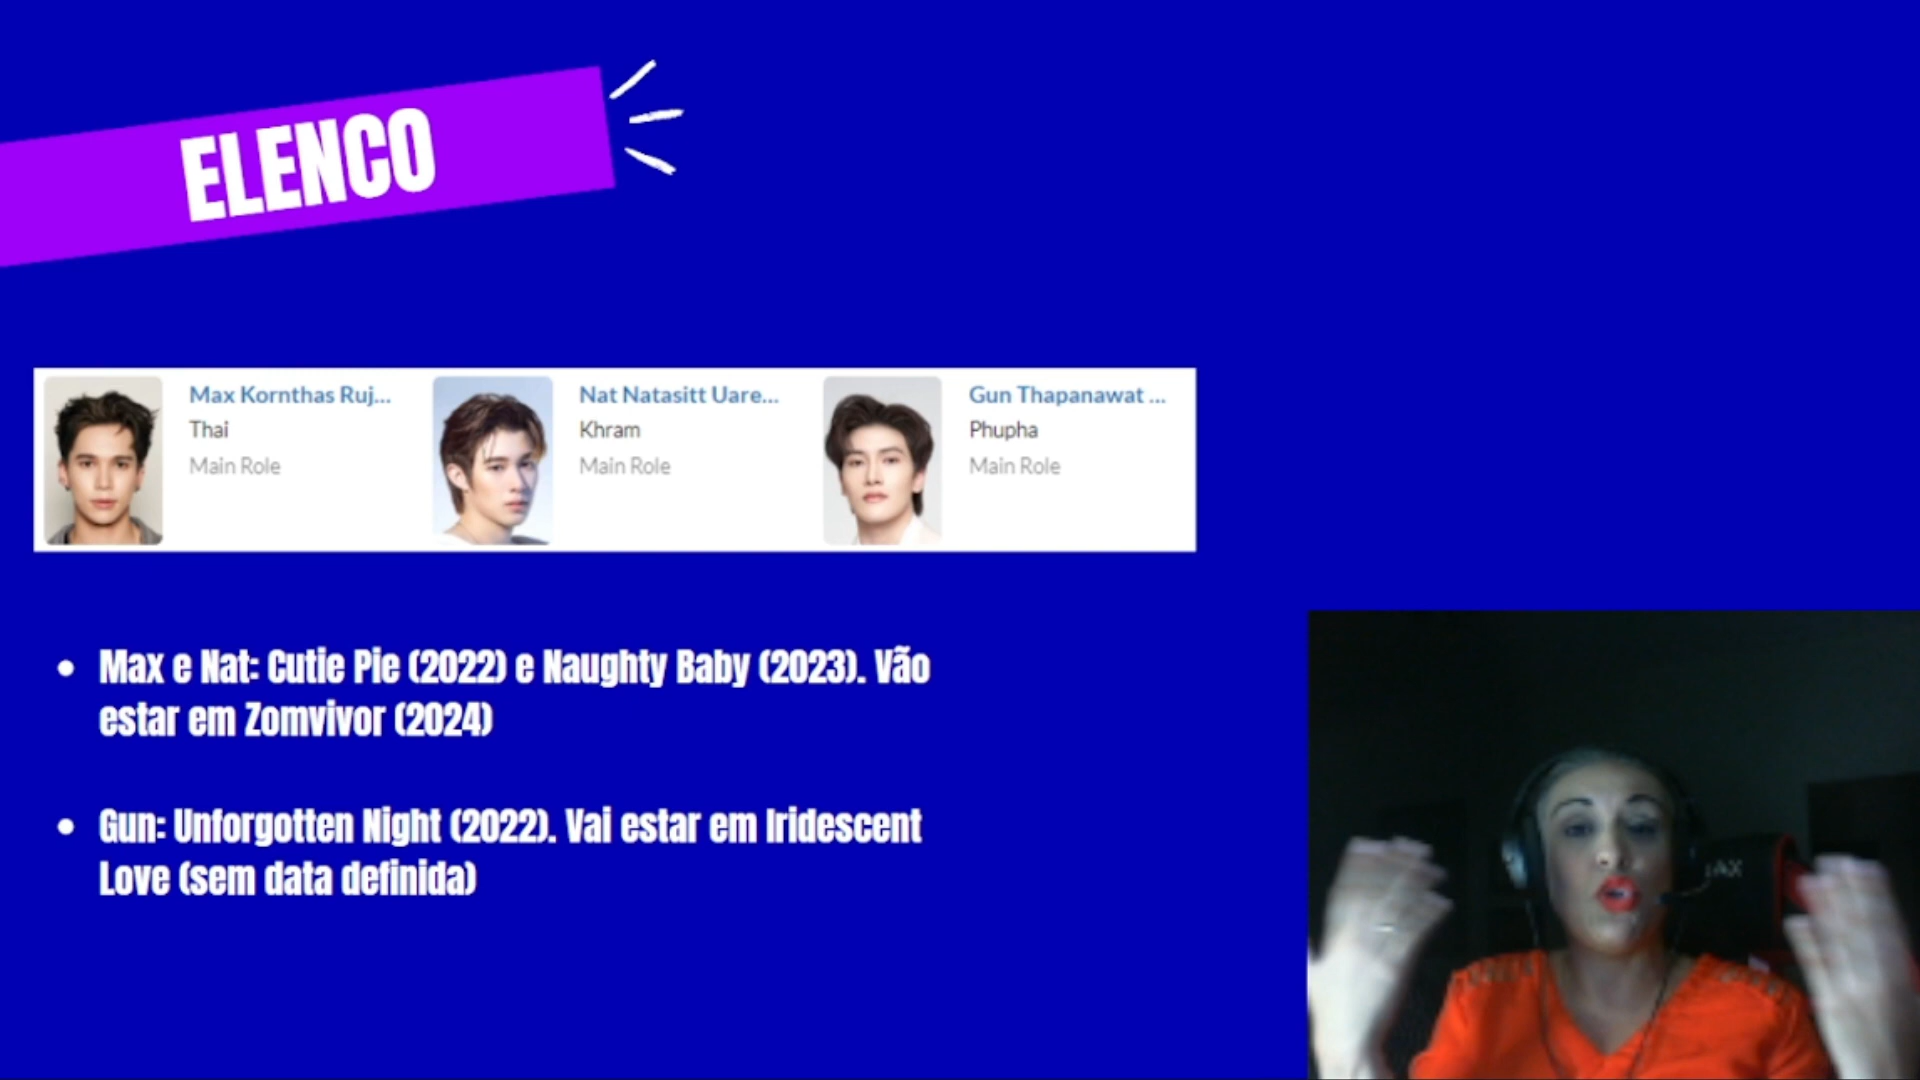 ELENCO
Max Kornthas Ruj...
Thai
Main Role
Nat Natasitt Uare...
Khram
Main Role
Gun Thapanawat ...
Phupha
Main Role
• Max e Nat: Cutie Pie (2022) e Naughty Baby (2023). Vão
estar em Zomvivor (2024)
• Gun: Unforgotten Night (2022). Vai estar em Iridescent
Love (sem data definida)